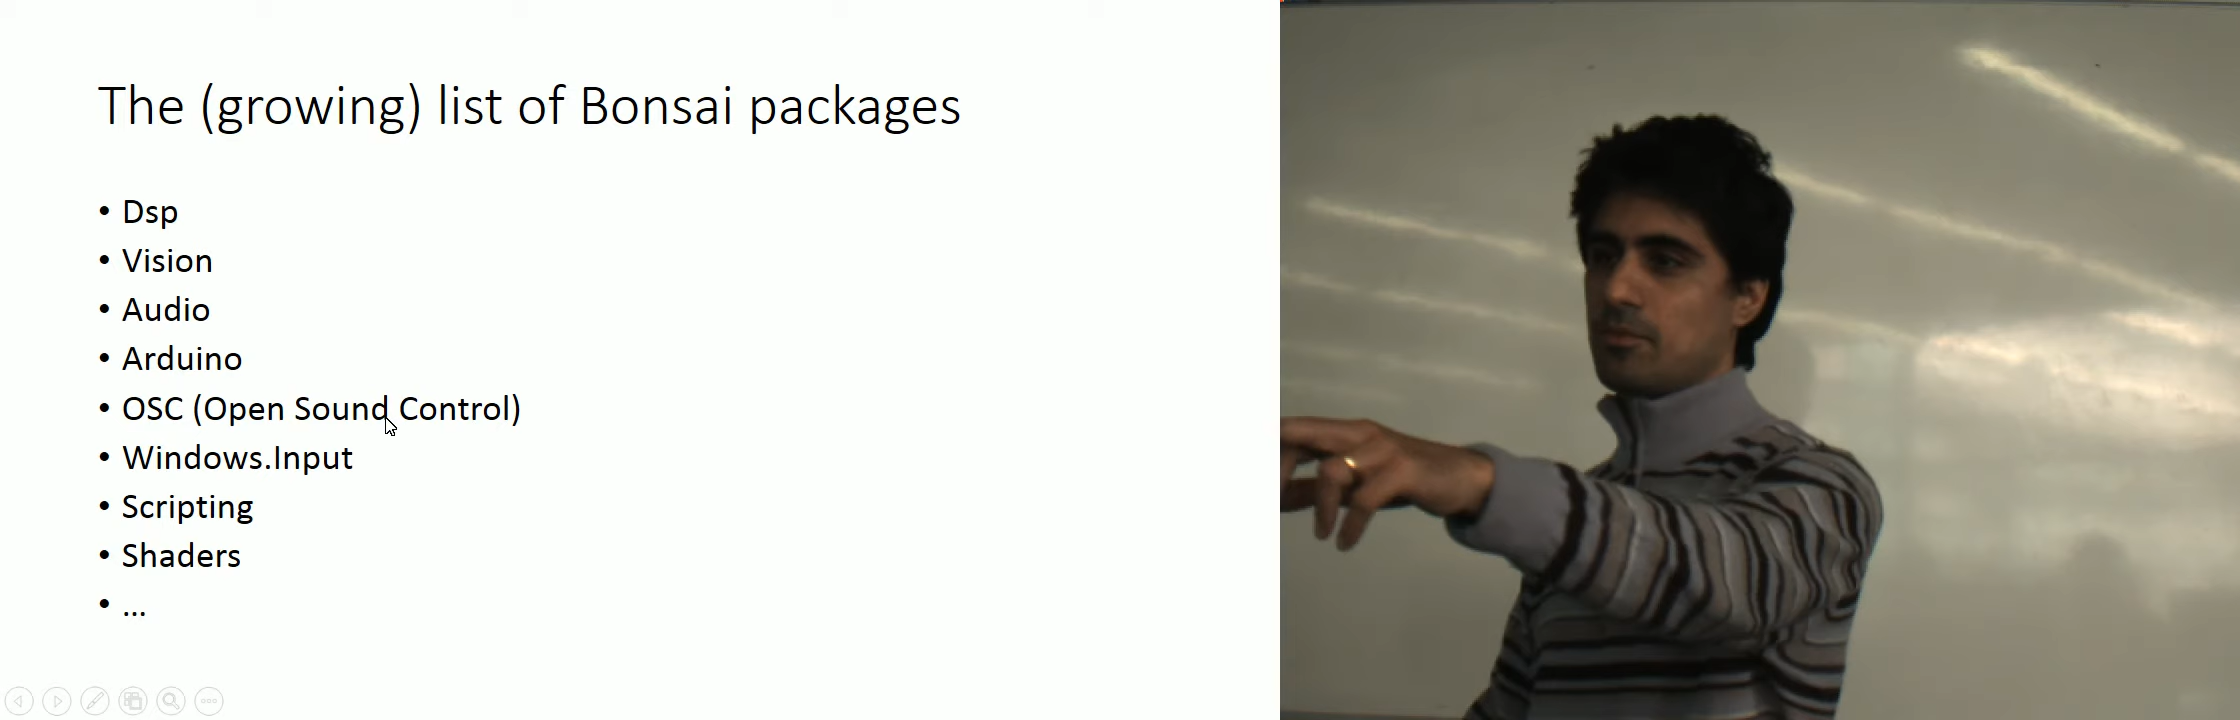 The (growing) list of Bonsai packages
• Dsp
• Vision
• Audio
• Arduino
• OSC (Open Sound Control)
• Windows.Input
• Scripting
• Shaders
• ...